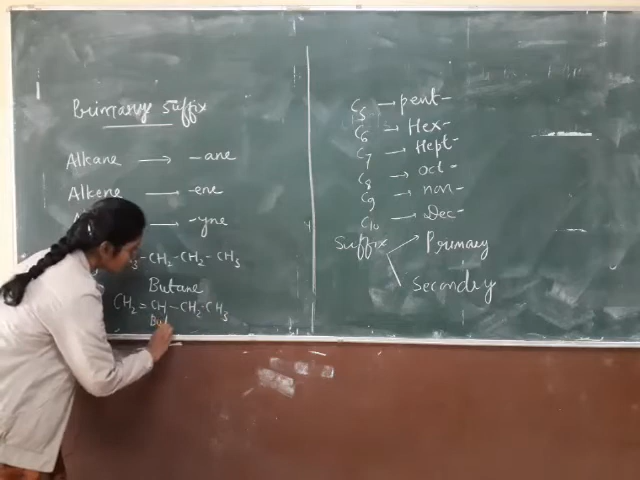 Primary Suffix
Alkane → -ane
Alkene → -ene
→ -yne
-CH2-CH2-CH3
Butane
CH2=CH-CH2-CH3
But
C5 → pent-
C6 → Hex-
C7 → Hept-
C8 → oct-
C9 → non-
C10 → Dec-
Suffix
Primary
Secondry